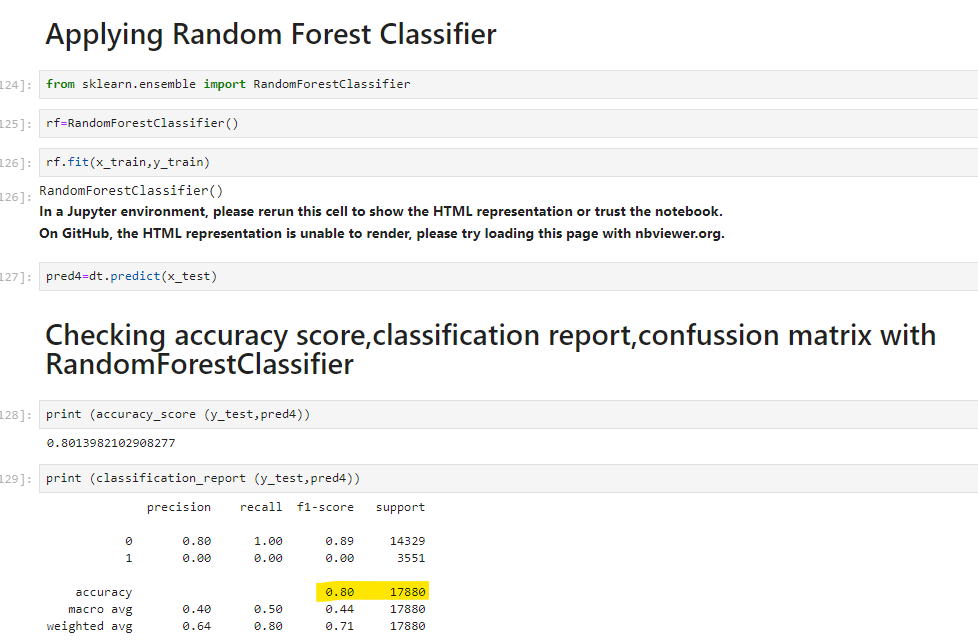 Applying Random Forest Classifier
124]: from sklearn.ensemble import RandomForestClassifier
125]: rf=RandomForestClassifier()
126]: rf.fit(x_train,y_train)
126]: RandomForestClassifier()
In a Jupyter environment, please rerun this cell to show the HTML representation or trust the notebook.
On GitHub, the HTML representation is unable to render, please try loading this page with nbviewer.org.
127]: pred4=dt.predict(x_test)
Checking accuracy score,classification report,confussion matrix with
RandomForestClassifier
128]: print (accuracy_score (y_test,pred4))
0.8013982102908277
129]: print (classification_report (y_test,pred4))
precision recall f1-score support
0 0.80 1.00 0.89 14329
1 0.00 0.00 0.00 3551
accuracy 0.80 17880
macro avg 0.40 0.50 0.44 17880
weighted avg 0.64 0.80 0.71 17880